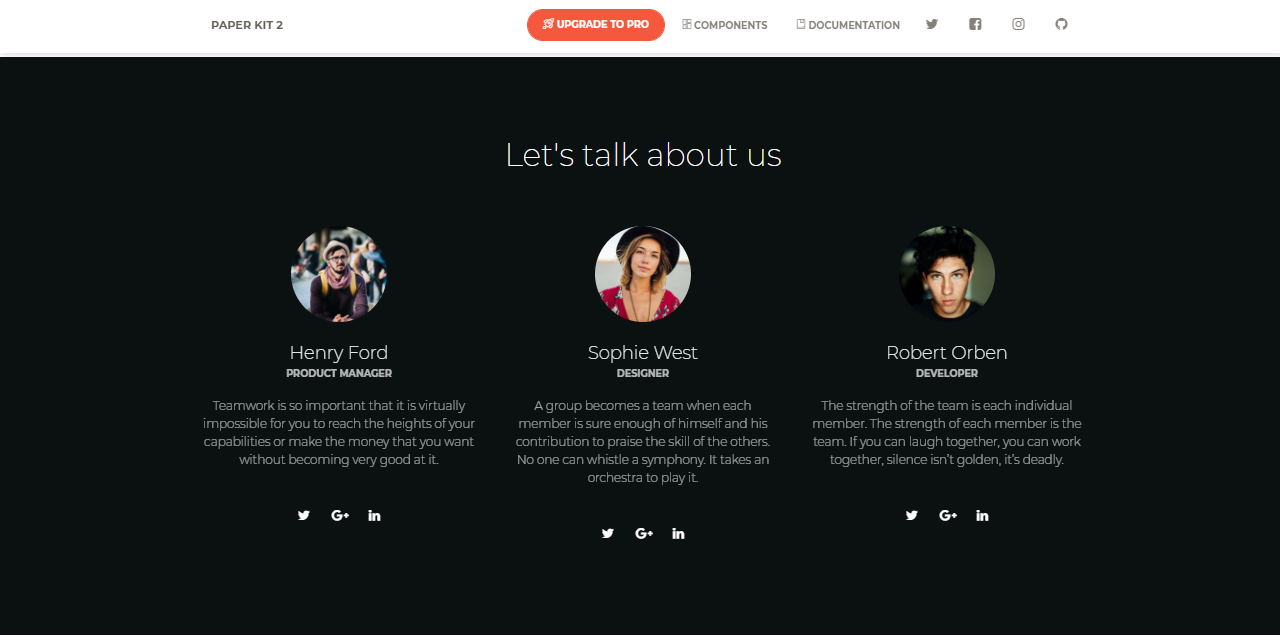 PAPER KIT 2
UPGRADE TO PRO
COMPONENTS
DOCUMENTATION
Let's talk about us
Henry Ford
PRODUCT MANAGER
Teamwork is so important that it is virtually
impossible for you to reach the heights of your
capabilities or make the money that you want
without becoming very good at it.
Sophie West
DESIGNER
A group becomes a team when each
member is sure enough of himself and his
contribution to praise the skill of the others.
No one can whistle a symphony. It takes an
orchestra to play it.
Robert Orben
DEVELOPER
The strength of the team is each individual
member. The strength of each member is the
team. If you can laugh together, you can work
together, silence isn’t golden, it’s deadly.